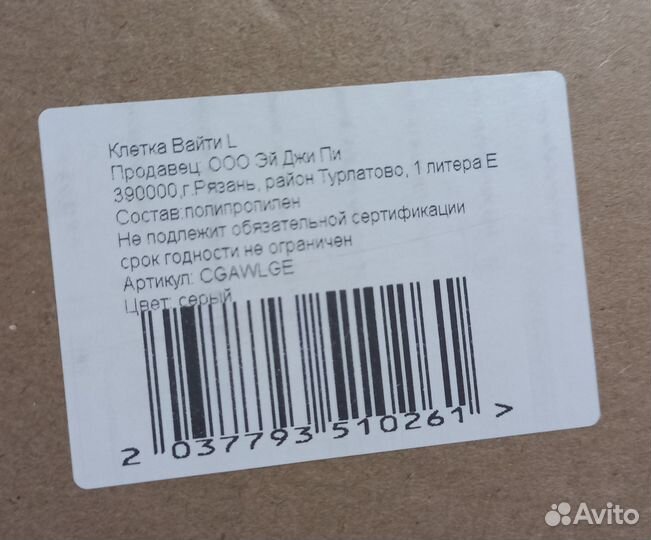 Клетка Вайти L
Продавец: ООО Эй Джи Пи
390000,г.Рязань, район Турлатово, 1 литера Е
Состав:полипропилен
Не подлежит обязательной сертификации
срок годности не ограничен
Артикул: CGAWLGE
Цвет: серый
2 037793 510261 >
Avito